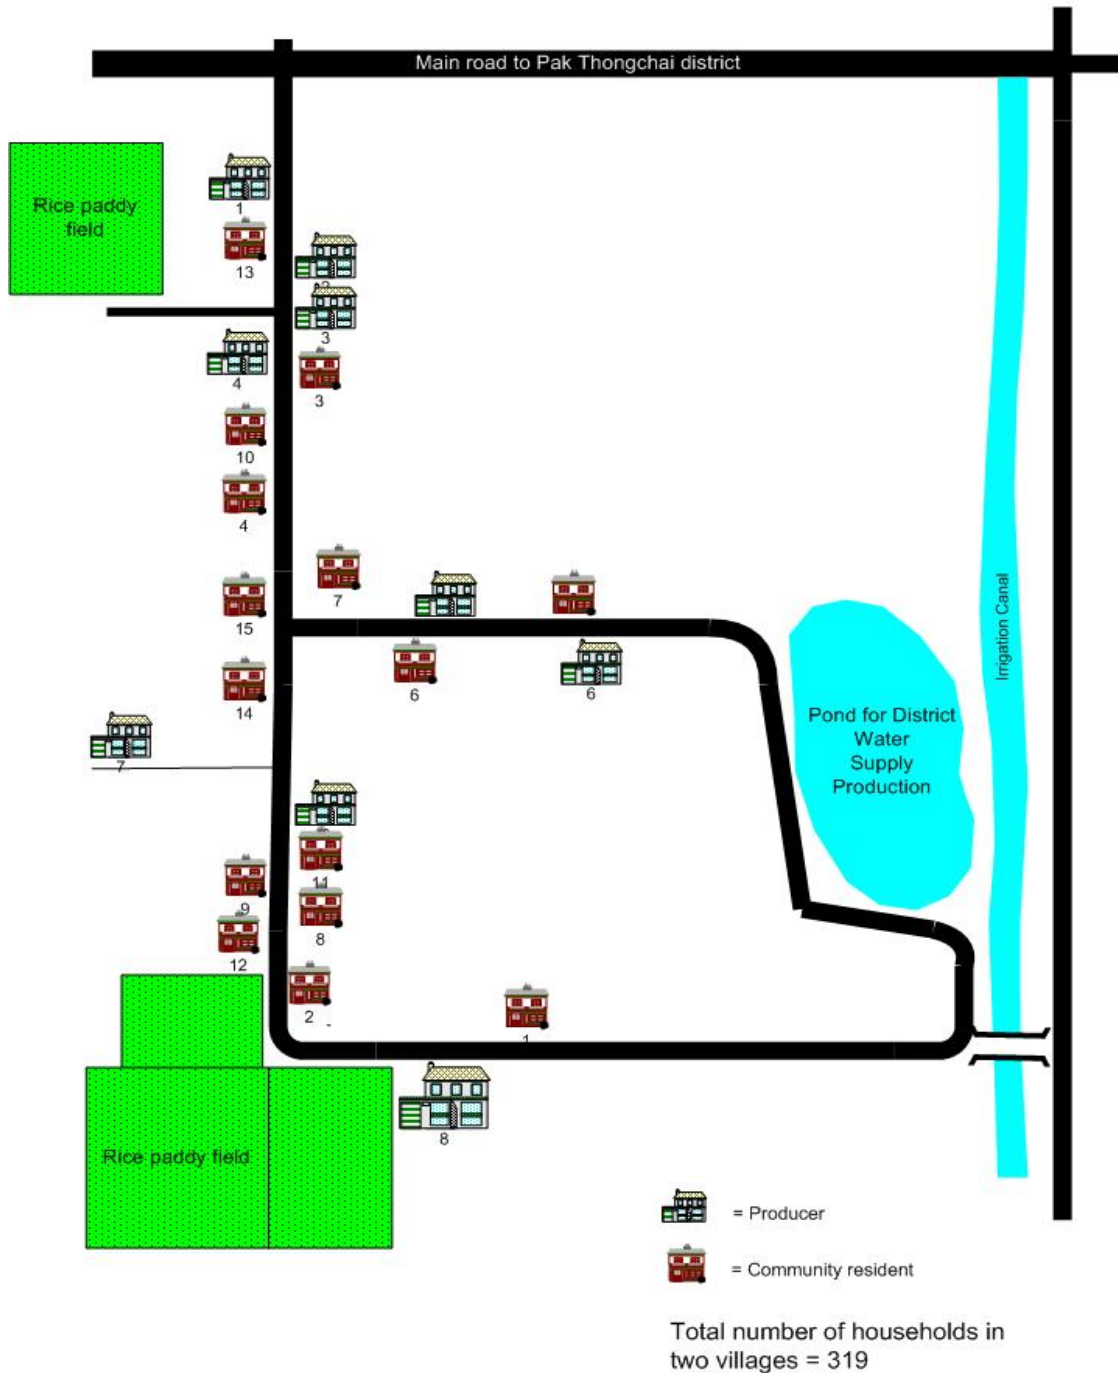 Main road to Pak Thongchai district
Rice paddy
field
1
13
3
4
3
10
4
7
15
6
6
14
7
Irrigation Canal
Pond for District
Water
Supply
Production
11
9
8
12
2
1
Rice paddy field
8
= Producer
= Community resident
Total number of households in
two villages = 319